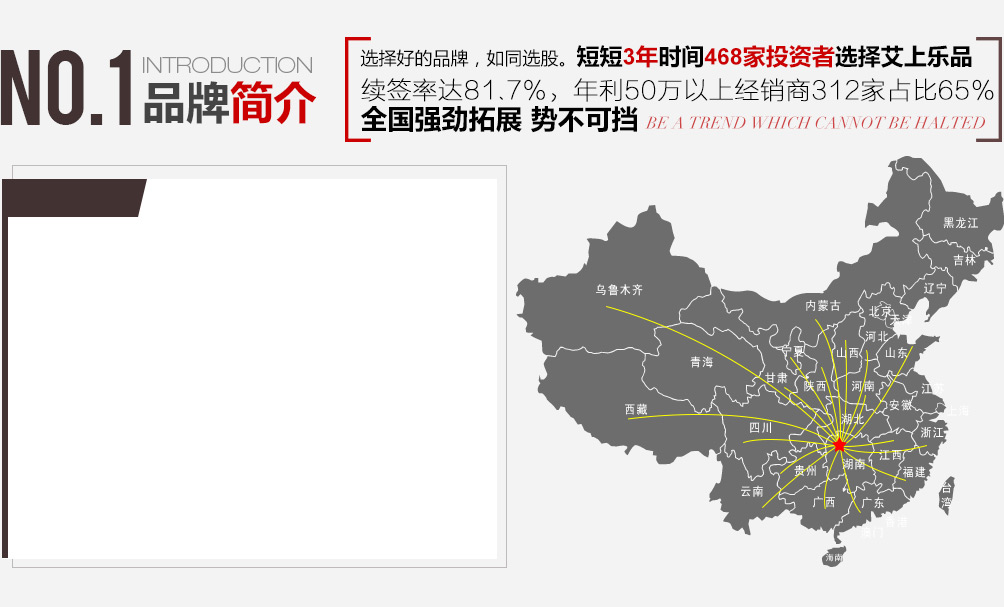 NO.1
INTRODUCTION
品牌简介
选择好的品牌，如同选股。短短3年时间468家投资者选择艾上乐品
续签率达81.7%，年利50万以上经销商312家占比65%
全国强劲拓展 势不可挡 BE A TREND WHICH CANNOT BE HALTED
黑龙江
吉林
辽宁
乌鲁木齐
内蒙古
北京
天津
河北
宁夏
山西
山东
青海
甘肃
陕西
河南
江苏
安徽
西藏
上海
湖北
四川
浙江
江西
湖南
贵州
福建
云南
台湾
广西
广东
香港
澳门
海南